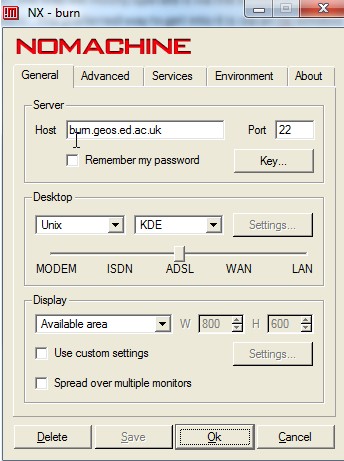 NX - burn
NOMACHINE
General Advanced Services Environment About
Server
Host burn.geos.ed.ac.uk Port 22
Remember my password Key...
Desktop
Unix KDE Settings...
MODEM ISDN ADSL WAN LAN
Display
Available area W 800 H 600
Use custom settings Settings...
Spread over multiple monitors
Delete Save Ok Cancel